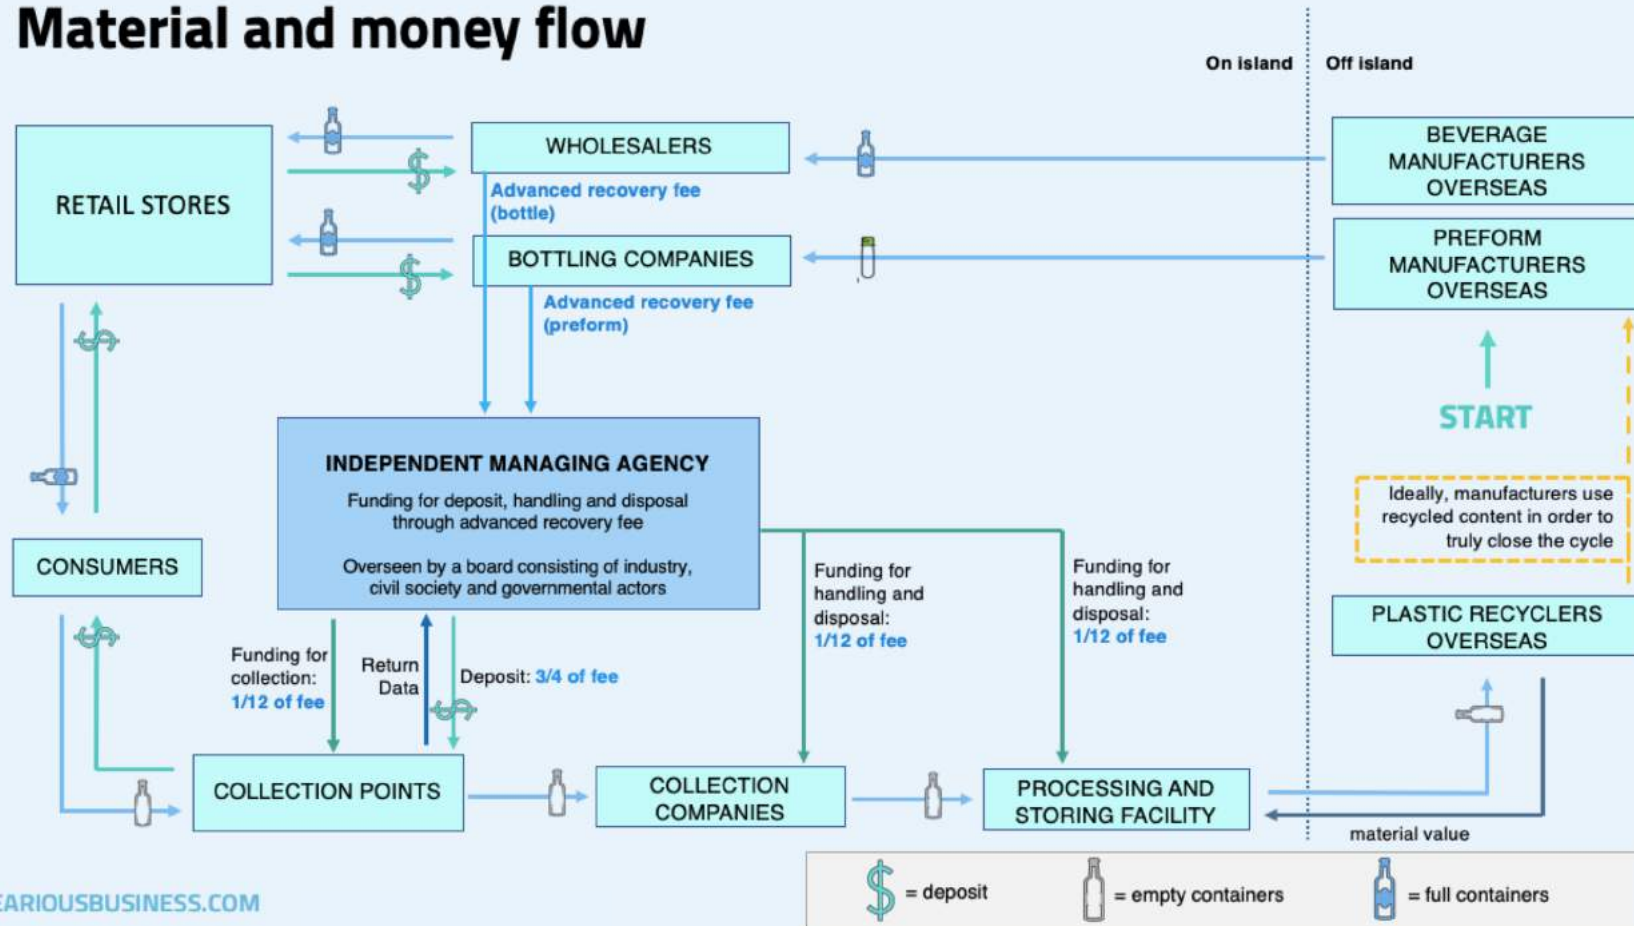 Material and money flow
On island
Off island
RETAIL STORES
WHOLESALERS
Advanced recovery fee
(bottle)
BOTTLING COMPANIES
Advanced recovery fee
(preform)
BEVERAGE
MANUFACTURERS
OVERSEAS
PREFORM
MANUFACTURERS
OVERSEAS
START
Ideally, manufacturers use
recycled content in order to
truly close the cycle
PLASTIC RECYCLERS
OVERSEAS
INDEPENDENT MANAGING AGENCY
Funding for deposit, handling and disposal
through advanced recovery fee
Overseen by a board consisting of industry,
civil society and governmental actors
CONSUMERS
Funding for
collection:
1/12 of fee
Return
Data
Deposit: 3/4 of fee
Funding for
handling and
disposal:
1/12 of fee
Funding for
handling and
disposal:
1/12 of fee
COLLECTION POINTS
COLLECTION
COMPANIES
PROCESSING AND
STORING FACILITY
material value
$ = deposit
= empty containers
= full containers
EARIOUSBUSINESS.COM